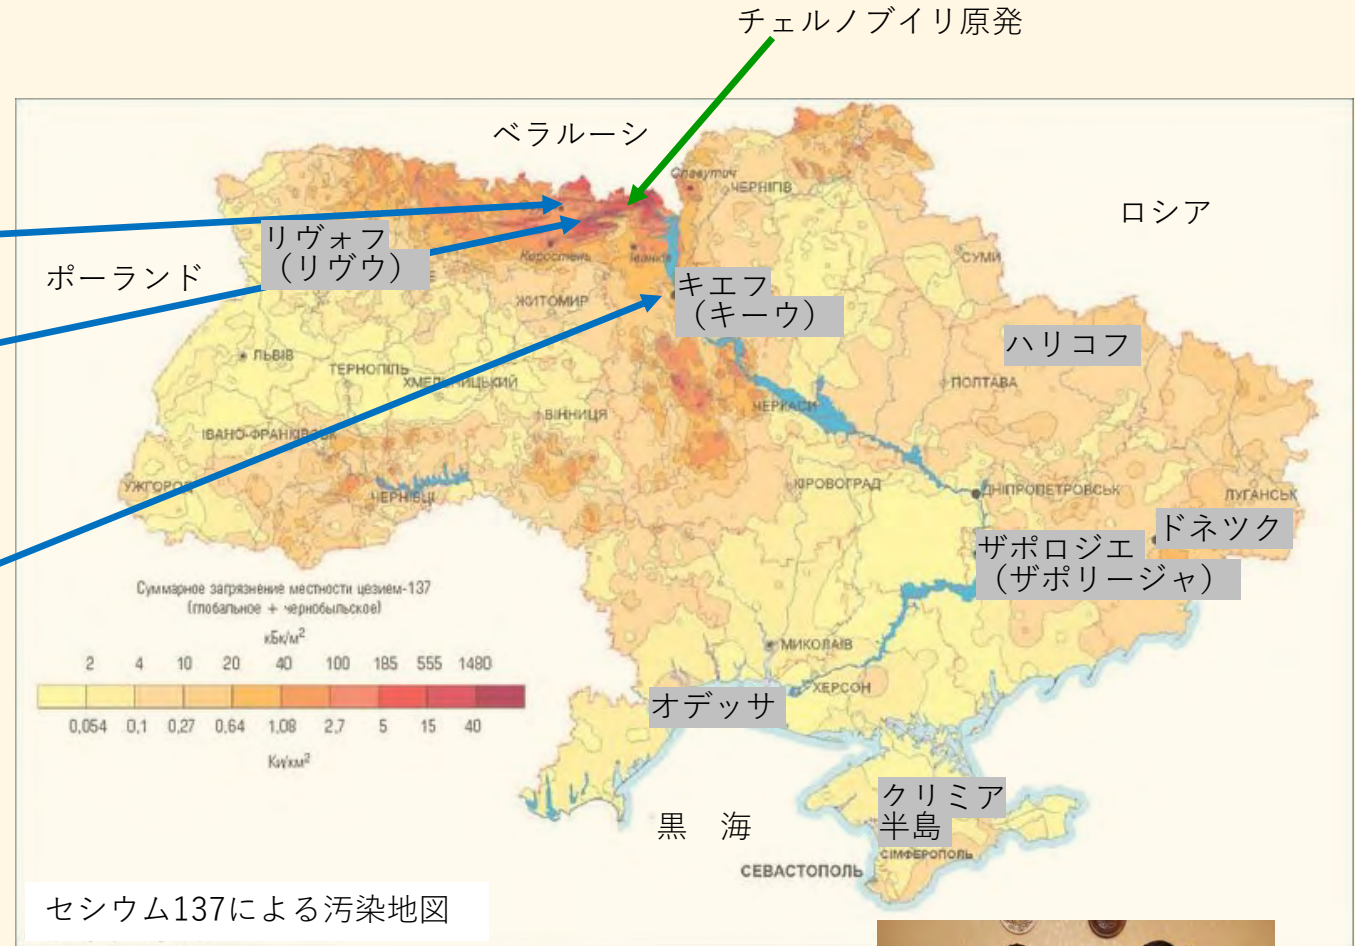 チェルノブイリ原発
ベラルーシ
ロシア
Славутич
ЧЕРНІГІВ
リヴォフ
（リヴウ）
Коростень
Іванків
СУМИ
ポーランド
キエフ
（キーウ）
ЖИТОМИР
ハリコフ
ЛЬВІВ
ТЕРНОПІЛЬ
ХМЕЛЬНИЦЬКИЙ
ПОЛТАВА
ВІННИЦЯ
ЧЕРКАСИ
ІВАНО-ФРАНКІВСЬК
УЖГОРОД
ЧЕРНІВЦІ
КІРОВОГРАД
ДНІПРОПЕТРОВСЬК
ЛУГАНСЬК
ドネツク
ザポロジエ
（ザポリージャ）
Суммарное загрязнение местности цезием-137
(глобальное + чернобыльское)
кБк/м²
2 4 10 20 40 100 185 555 1480
0,054 0,1 0,27 0,64 1,08 2,7 5 15 40
Ки/км²
МИКОЛАЇВ
ХЕРСОН
オデッサ
クリミア
半島
黒　海
СІМФЕРОПОЛЬ
СЕВАСТОПОЛЬ
セシウム137による汚染地図